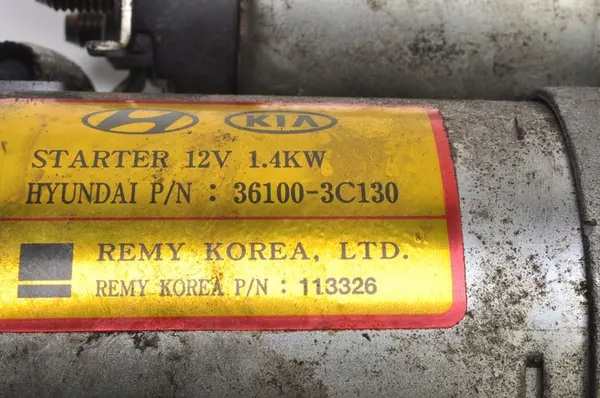 KIA
STARTER 12V 1.4KW
HYUNDAI P/N : 36100-3C130
REMY KOREA, LTD.
REMY KOREA P/N : 113326